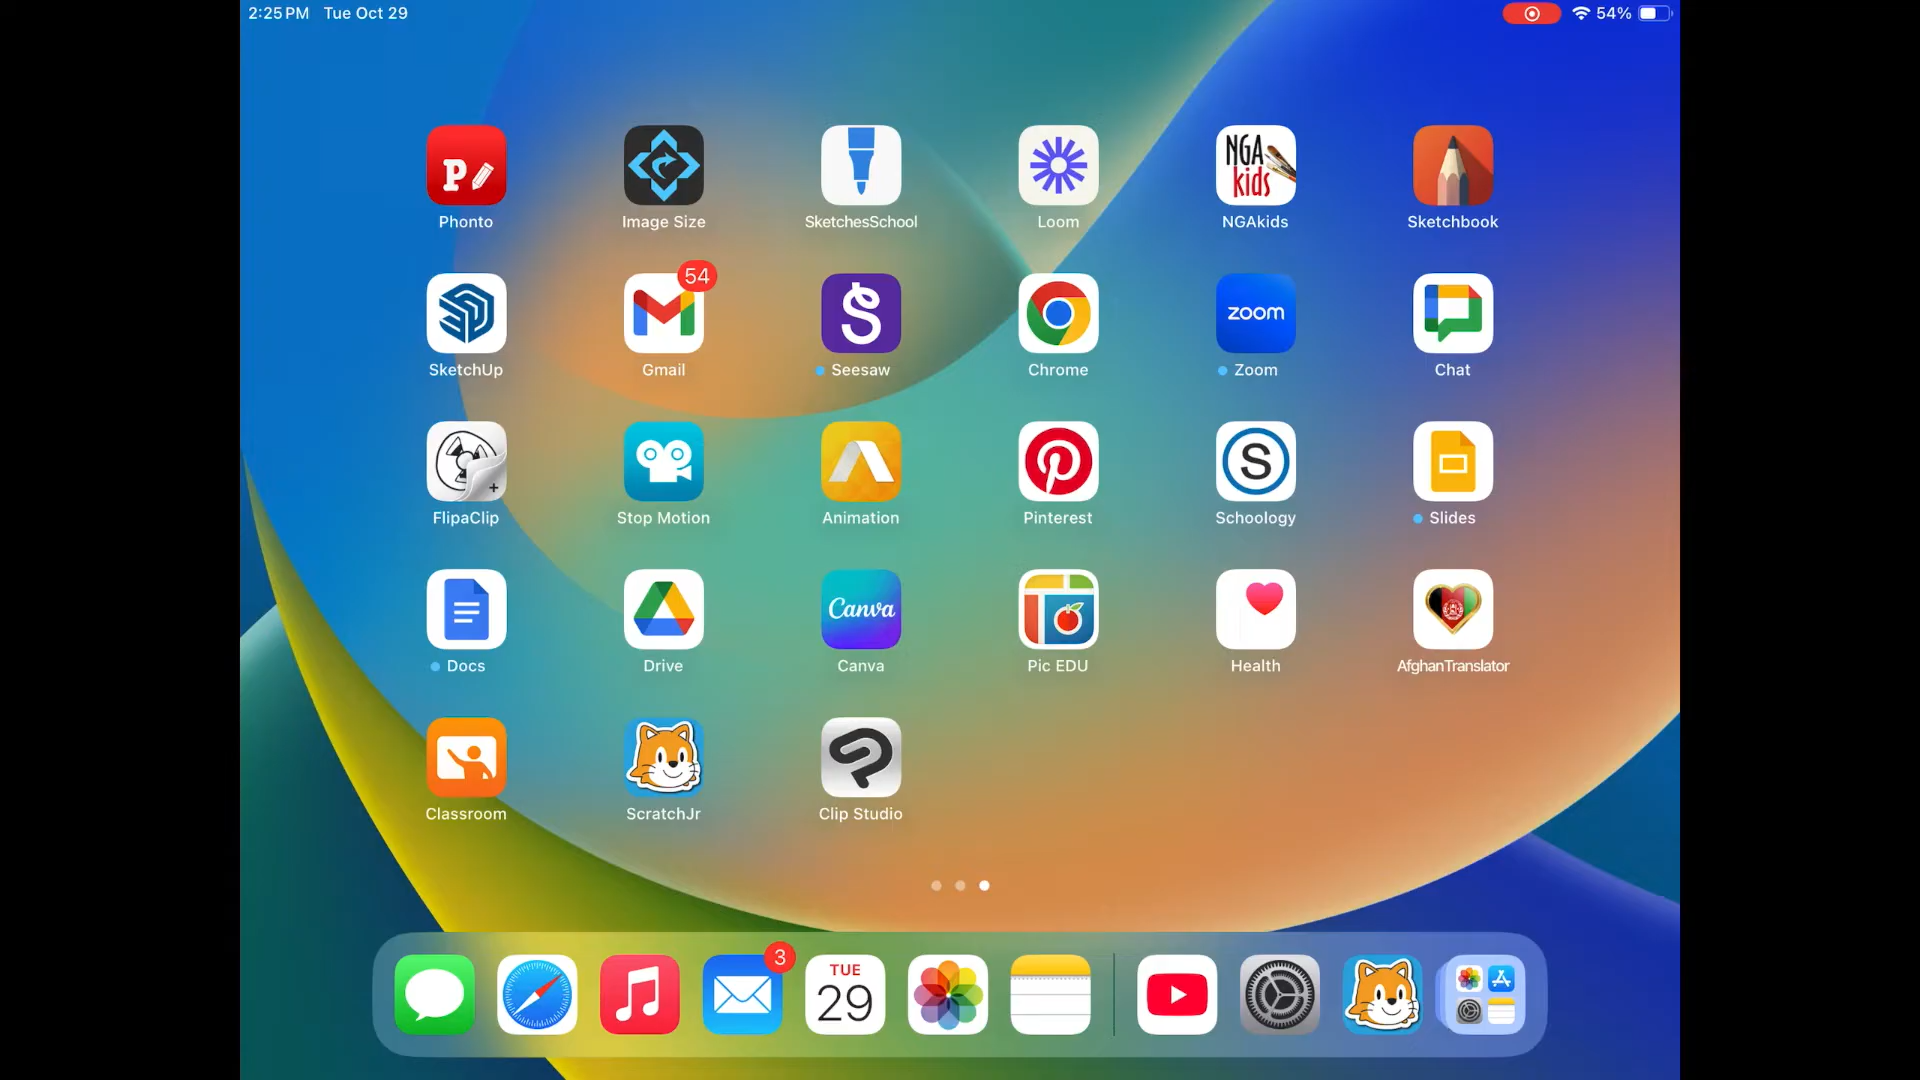 2:25 PM Tue Oct 29
54%
P
NGA
kids
Phonto Image Size SketchesSchool Loom NGAkids Sketchbook
54
zoom
SketchUp Gmail Seesaw Chrome Zoom Chat
S
FlipaClip Stop Motion Animation Pinterest Schoology Slides
Canva
Docs Drive Canva Pic EDU Health AfghanTranslator
Classroom ScratchJr Clip Studio
3
TUE
29